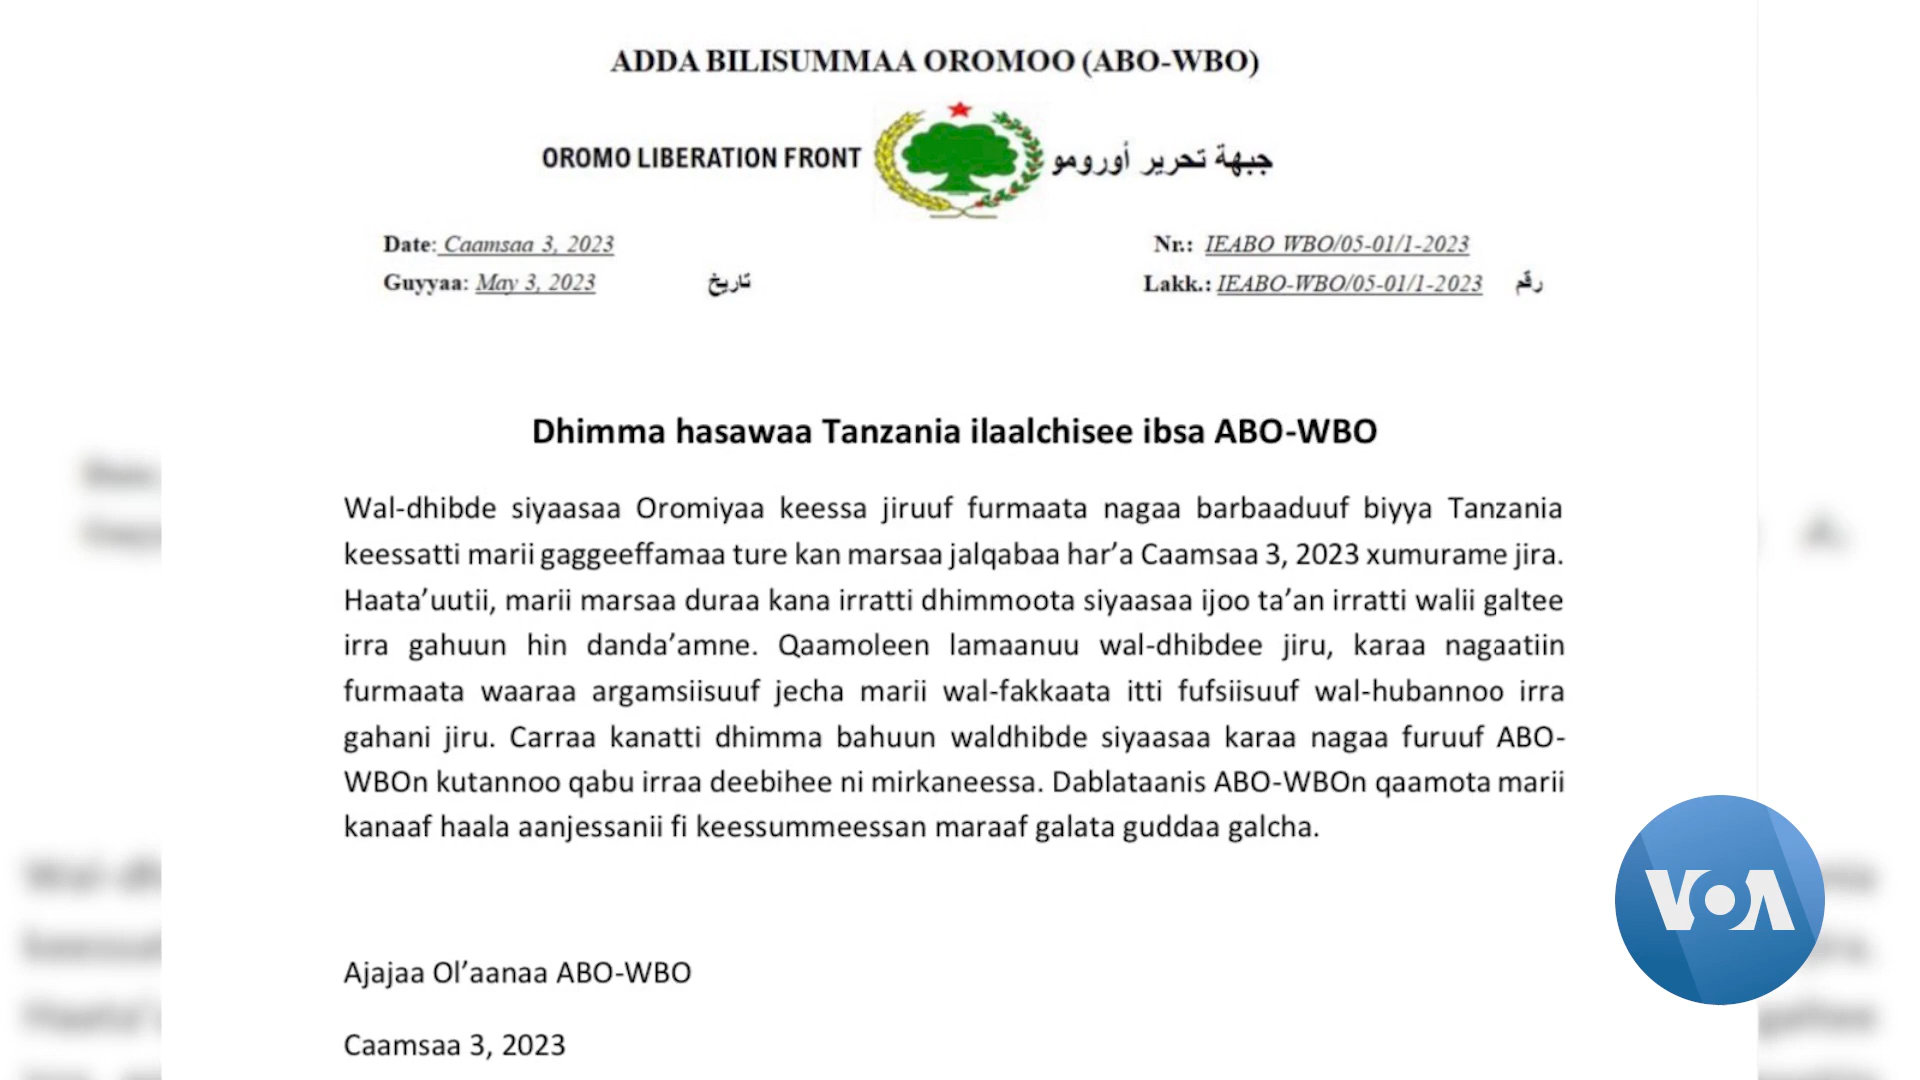 ADDA BILISUMMAA OROMOO (ABO-WBO)
OROMO LIBERATION FRONT جبهة تحرير أورومو
Date: Caamsaa 3, 2023 Nr.: IEABO WBO/05-01/1-2023
Guyyaa: May 3, 2023 تاريخ Lakk.: IEABO-WBO/05-01/1-2023 رقم
Dhimma hasawaa Tanzania ilaalchisee ibsa ABO-WBO
Wal-dhibde siyaasaa Oromiyaa keessa jiruuf furmaata nagaa barbaaduuf biyya Tanzania
keessatti marii gaggeeffamaa ture kan marsaa jalqabaa har’a Caamsaa 3, 2023 xumurame jira.
Haata’uutii, marii marsaa duraa kana irratti dhimmoota siyaasaa ijoo ta’an irratti walii galtee
irra gahuun hin danda’amne. Qaamoleen lamaanuu wal-dhibdee jiru, karaa nagaatiin
furmaata waaraa argamsiisuuf jecha marii wal-fakkaata itti fufsiisuuf wal-hubannoo irra
gahani jiru. Carraa kanatti dhimma bahuun waldhibde siyaasaa karaa nagaa furuuf ABO-
WBOn kutannoo qabu irraa deebihee ni mirkaneessa. Dablataanis ABO-WBOn qaamota marii
kanaaf haala aanjessanii fi keessummeessan maraaf galata guddaa galcha.
Ajajaa Ol’aanaa ABO-WBO
Caamsaa 3, 2023
VOA